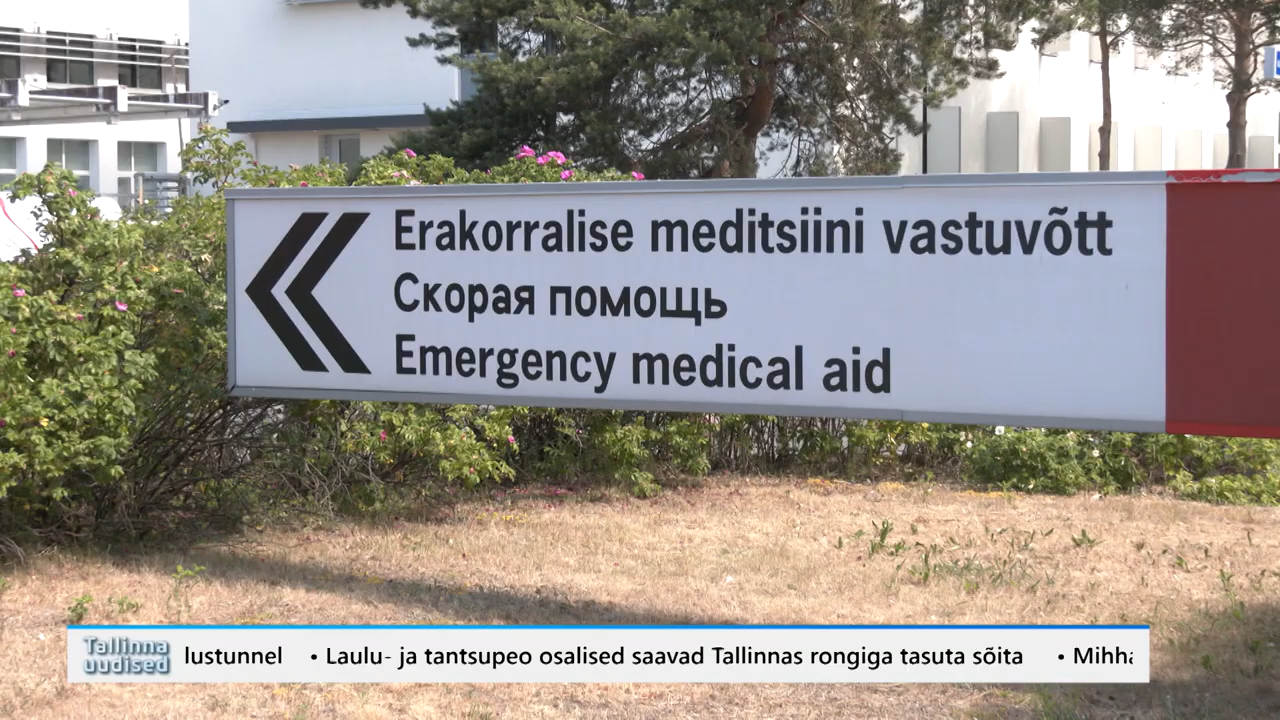 Erakorralise meditsiini vastuvõtt
Скорая помощь
Emergency medical aid
Tallinna
uudised
lustunnel • Laulu- ja tantsupeo osalised saavad Tallinnas rongiga tasuta sõita •